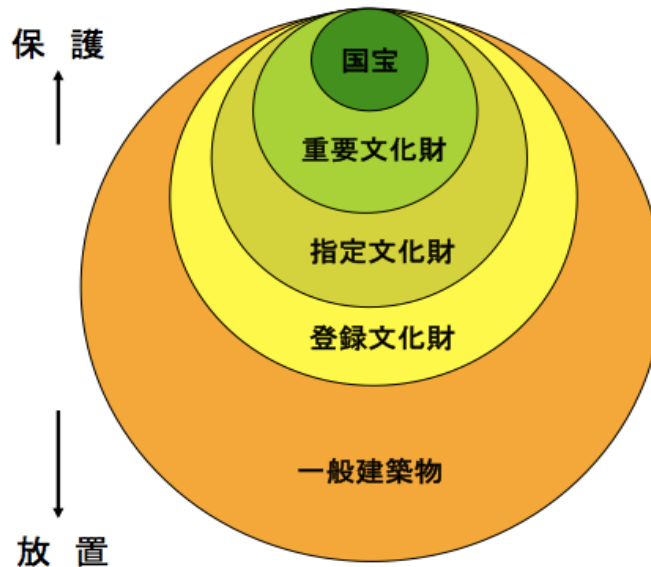 保 護
国宝
重要文化財
指定文化財
登録文化財
一般建築物
放 置